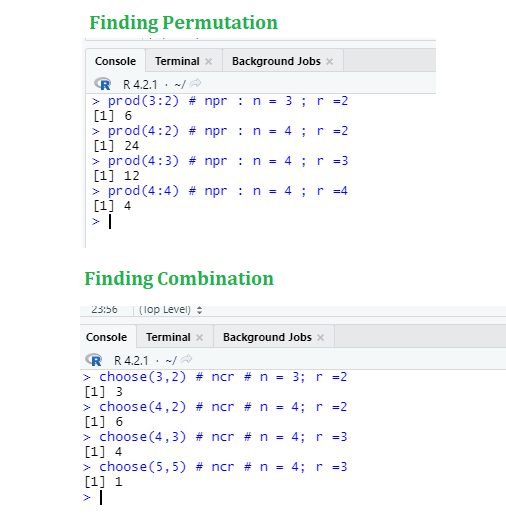 Finding Permutation
Console Terminal × Background Jobs ×
R R 4.2.1 · ~/
> prod(3:2) # npr : n = 3 ; r =2
[1] 6
> prod(4:2) # npr : n = 4 ; r =2
[1] 24
> prod(4:3) # npr : n = 4 ; r =3
[1] 12
> prod(4:4) # npr : n = 4 ; r =4
[1] 4
>
Finding Combination
23:56 (Top Level)
Console Terminal × Background Jobs ×
R R 4.2.1 · ~/
> choose(3,2) # ncr # n = 3; r =2
[1] 3
> choose(4,2) # ncr # n = 4; r =2
[1] 6
> choose(4,3) # ncr # n = 4; r =3
[1] 4
> choose(5,5) # ncr # n = 4; r =3
[1] 1
>